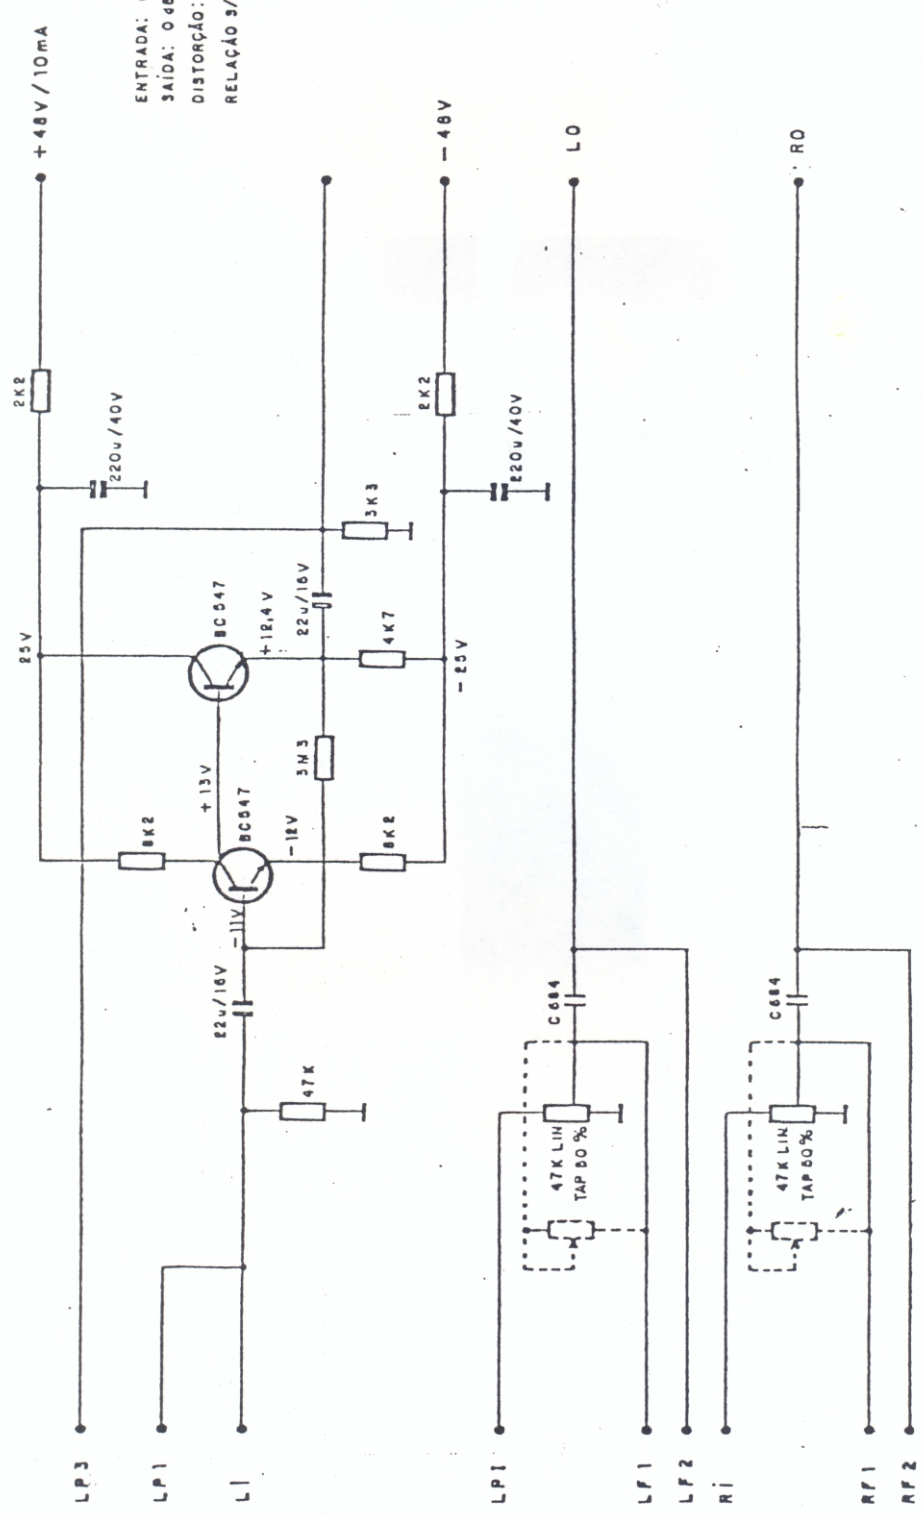 +48V/10mA
ENTRADA:
SAÍDA: 0 dB
DISTORÇÃO:
RELAÇÃO S/
2K2
220u/40V
25V
BC547
+12,4V
22u/16V
3K3
4K7
-25V
2K2
220u/40V
-48V
+13V
3N3
8K2
BC547
-12V
8K2
-11V
22u/16V
47K
LP3
LP1
Li
LO
C684
47K LIN
TAP 50%
LPI
LF1
LF2
RO
C684
47K LIN
TAP 50%
Ri
RF1
RF2